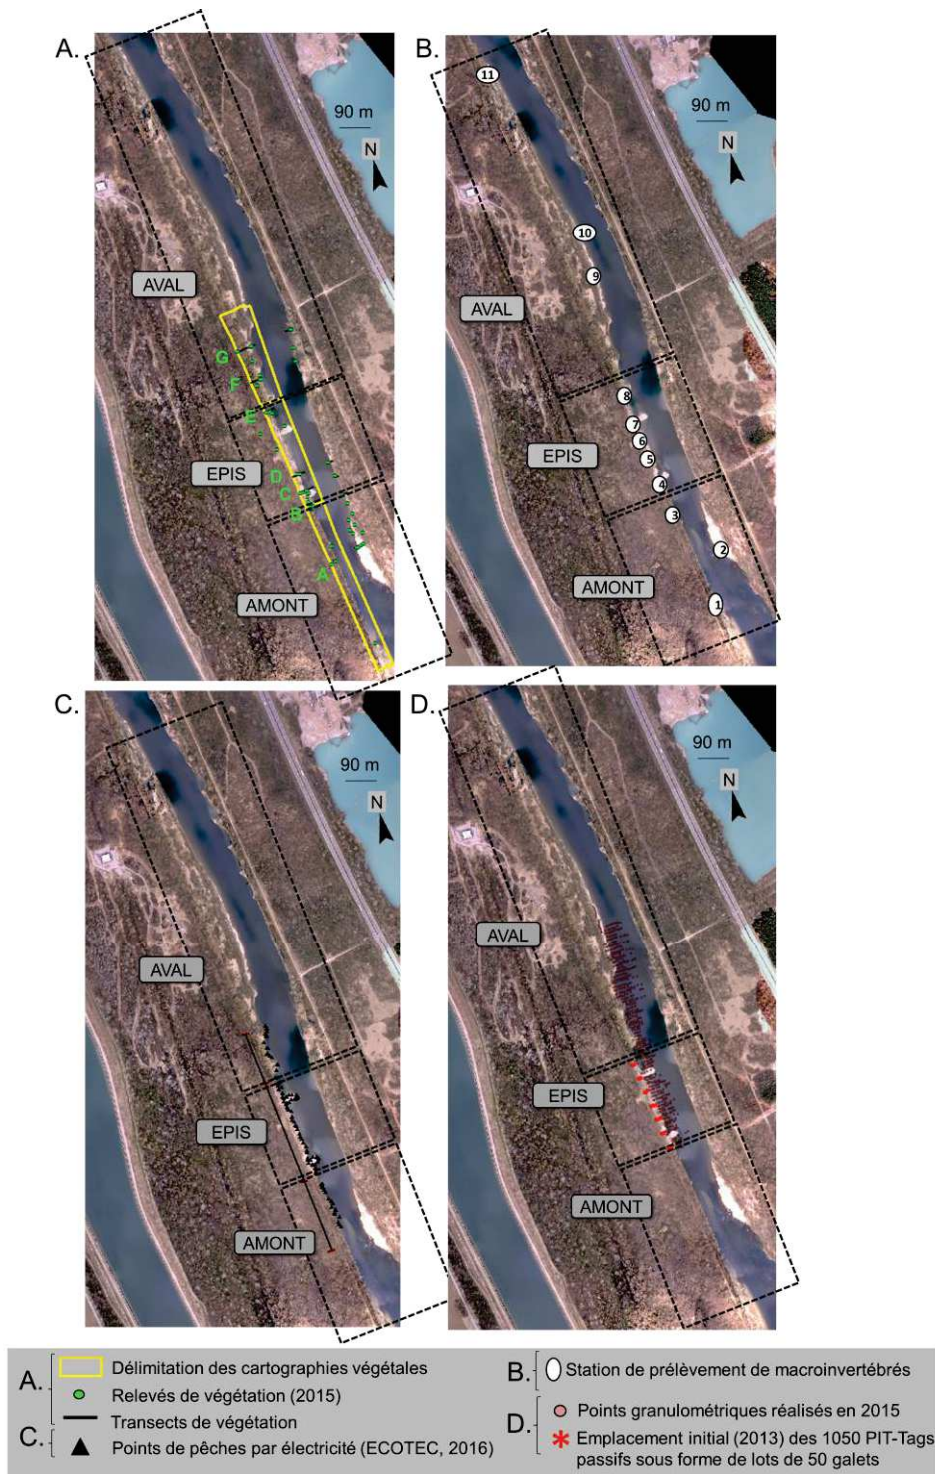 A.
90 m
N
AVAL
G
F
E
EPIS
D
C
B
A
AMONT
B.
11
90 m
N
10
9
AVAL
8
7
6
EPIS
5
4
3
2
AMONT
1
C.
90 m
N
AVAL
EPIS
AMONT
D.
90 m
N
AVAL
EPIS
AMONT
A.
Délimitation des cartographies végétales
Relevés de végétation (2015)
Transects de végétation
C.
Points de pêches par électricité (ECOTEC, 2016)
B.
Station de prélèvement de macroinvertébrés
D.
Points granulométriques réalisés en 2015
Emplacement initial (2013) des 1050 PIT-Tags
passifs sous forme de lots de 50 galets